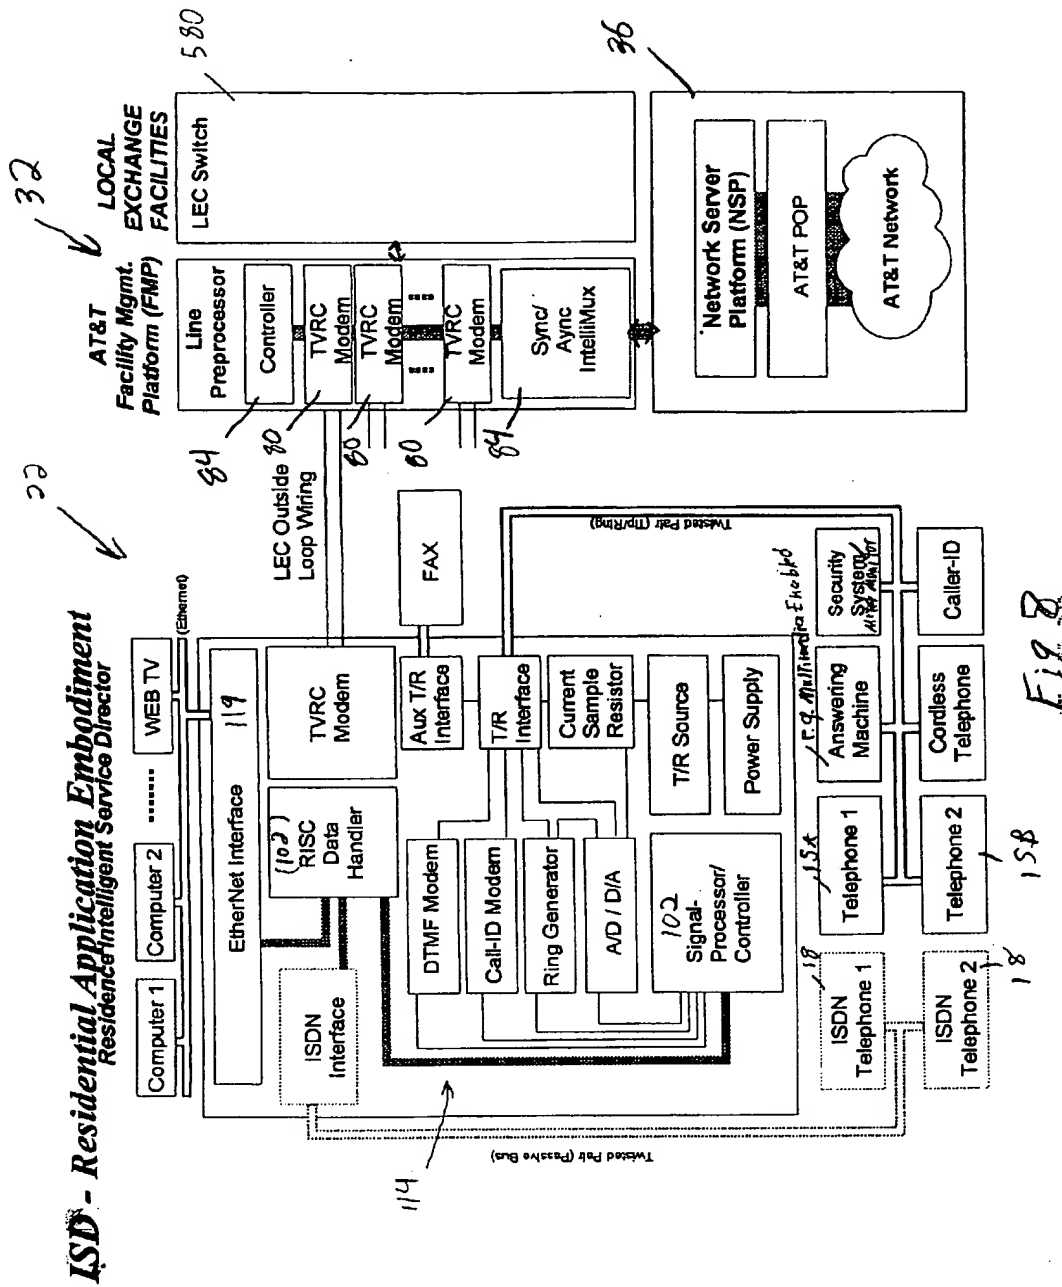 ISD - Residential Application Embodiment
Residence Intelligent Service Director
22
32
580
36
AT&T
Facility Mgmt.
Platform (FMP)
LOCAL
EXCHANGE
FACILITIES
Computer 1
Computer 2
WEB TV
(Ethernet)
EtherNet Interface
119
ISDN
Interface
(102)
RISC
Data
Handler
TVRC
Modem
LEC Outside
Loop Wiring
Line
Preprocessor
Controller
84
TVRC
Modem
80
TVRC
Modem
80
TVRC
Modem
80
Sync/
Aync
IntelliMux
84
LEC Switch
DTMF Modem
Call-ID Modem
Ring Generator
A/D / D/A
102
Signal-
Processor/
Controller
Aux T/R
Interface
FAX
T/R
Interface
Current
Sample
Resistor
T/R Source
Power Supply
114
Twisted Pair (Passive Bus)
Twisted Pair (Tip/Ring)
Network Server
Platform (NSP)
AT&T POP
AT&T Network
ISDN
Telephone 1
18
Telephone 1
15A
e.g. Multimedia Enabled
Answering
Machine
Security
System/
Monitor
ISDN
Telephone 2
18
Telephone 2
15B
Cordless
Telephone
Caller-ID
Fig 8